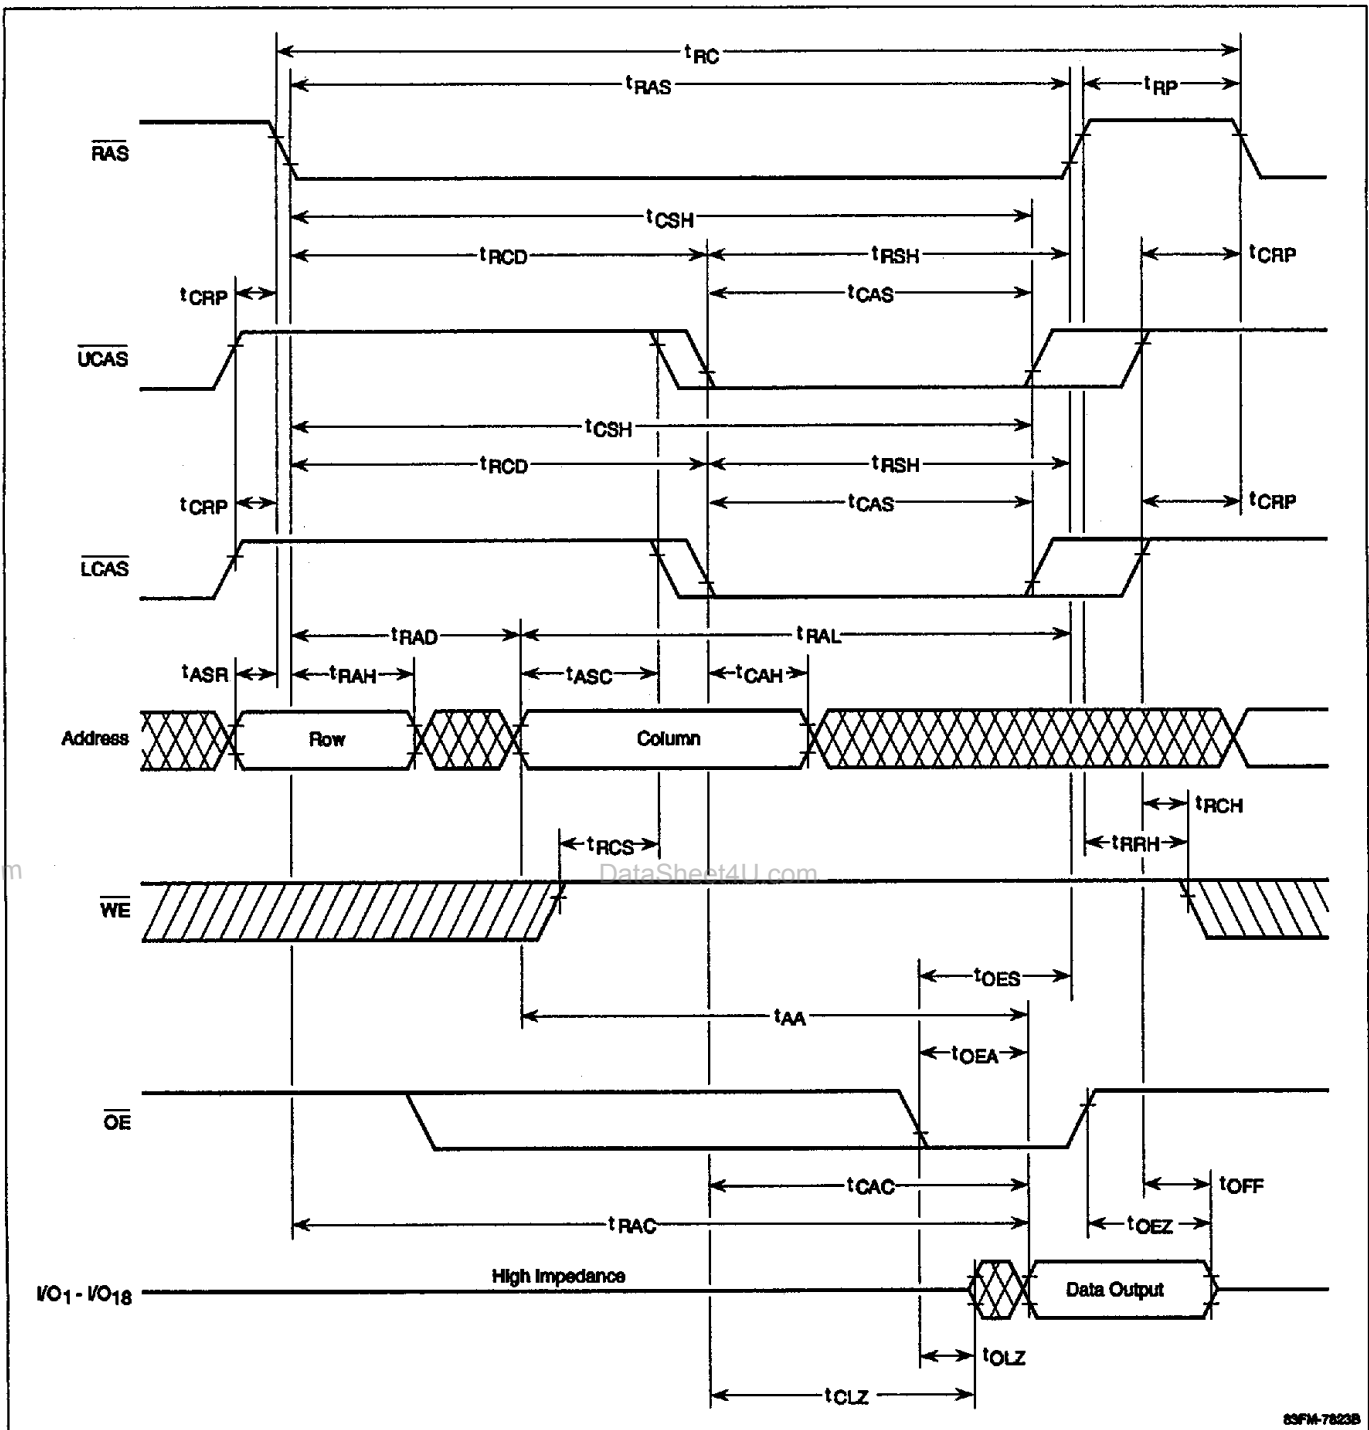 tRC
tRAS
tRP
RAS
tCSH
tRCD
tRSH
tCRP
tCRP
tCAS
UCAS
tCSH
tRCD
tRSH
tCRP
tCAS
tCRP
LCAS
tRAD
tRAL
tASR
tRAH
tASC
tCAH
Address
Row
Column
tRCH
tRCS
tRRH
m
DataSheet4U.com
WE
tOES
tAA
tOEA
OE
tCAC
tOFF
tRAC
tOEZ
High Impedance
I/O1 - I/O18
Data Output
tOLZ
tCLZ
83FM-7823B